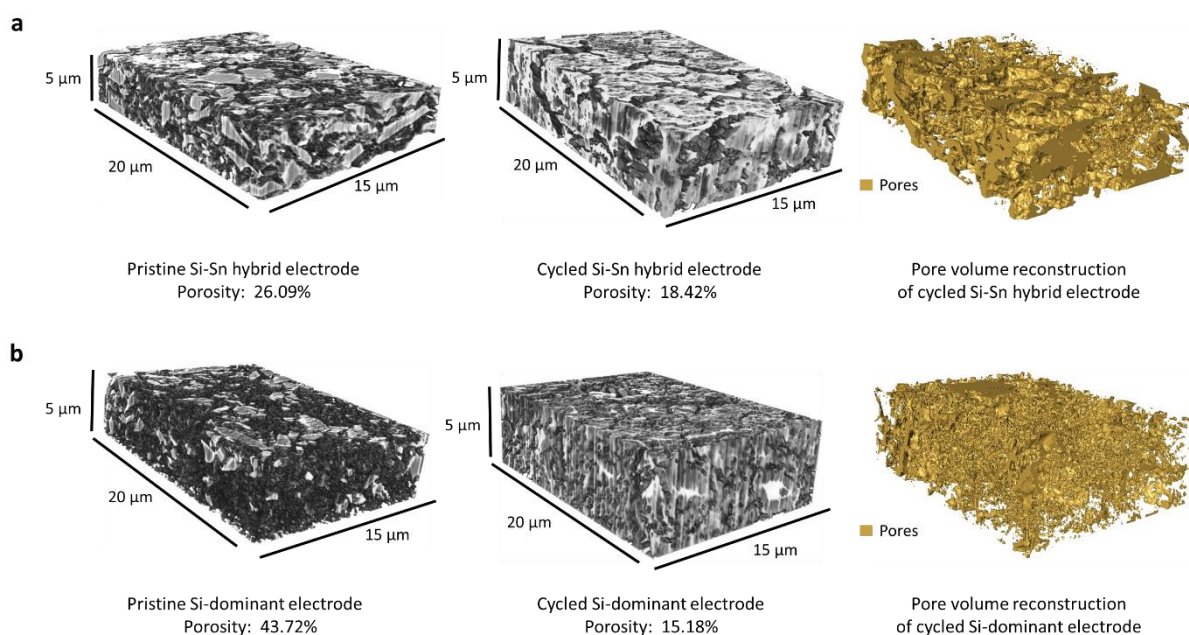 a
5 µm
20 µm
15 µm
Pristine Si-Sn hybrid electrode
Porosity: 26.09%
5 µm
20 µm
15 µm
Cycled Si-Sn hybrid electrode
Porosity: 18.42%
Pores
Pore volume reconstruction
of cycled Si-Sn hybrid electrode
b
5 µm
20 µm
15 µm
Pristine Si-dominant electrode
Porosity: 43.72%
5 µm
20 µm
15 µm
Cycled Si-dominant electrode
Porosity: 15.18%
Pores
Pore volume reconstruction
of cycled Si-dominant electrode